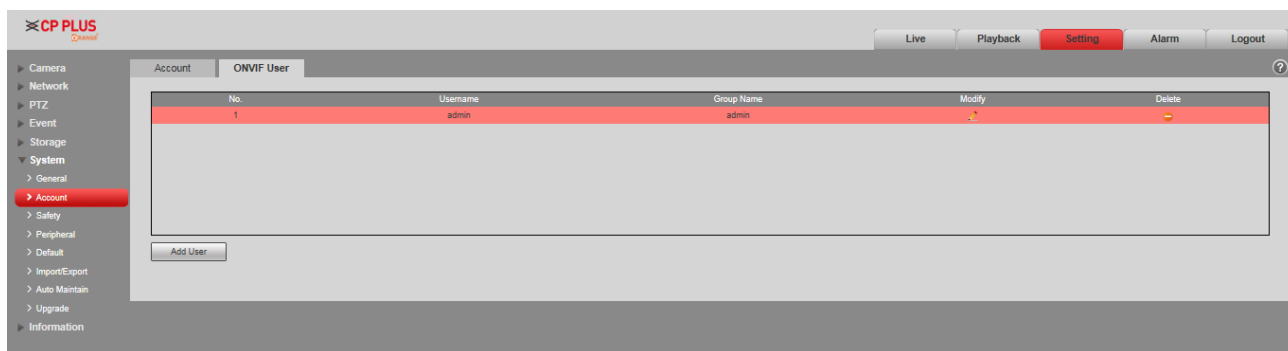 CP PLUS
Live Playback Setting Alarm Logout
Camera
Network
PTZ
Event
Storage
System
General
Account
Safety
Peripheral
Default
Import/Export
Auto Maintain
Upgrade
Information
Account ONVIF User ?
No. Username Group Name Modify Delete
1 admin admin
Add User